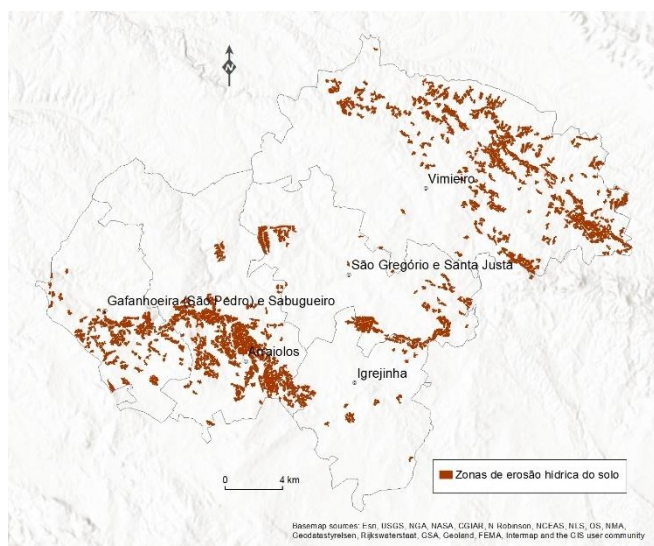 N
Vimieiro
São Gregório e Santa Justa
Gafanhoeira (São Pedro) e Sabugueiro
Arraiolos
Igrejinha
0 4 km
Zonas de erosão hídrica do solo
Basemap sources: Esri, USGS, NGA, NASA, CGIAR, N Robinson, NCEAS, NLS, OS, NMA,
Geodatastyrelsen, Rijkswaterstaat, GSA, Geoland, FEMA, Intermap and the GIS user community